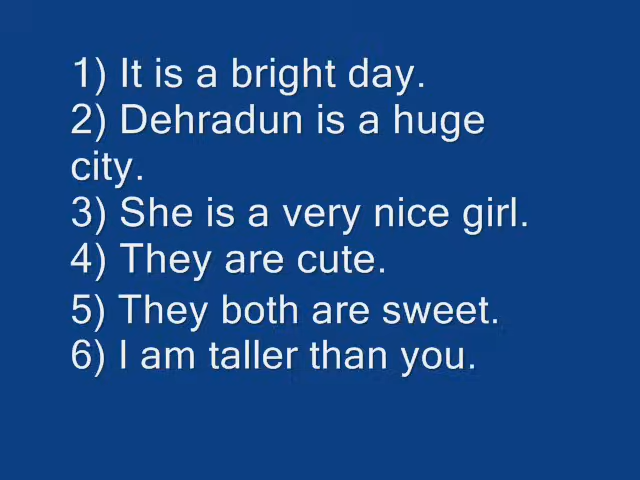 1) It is a bright day.
2) Dehradun is a huge
city.
3) She is a very nice girl.
4) They are cute.
5) They both are sweet.
6) I am taller than you.